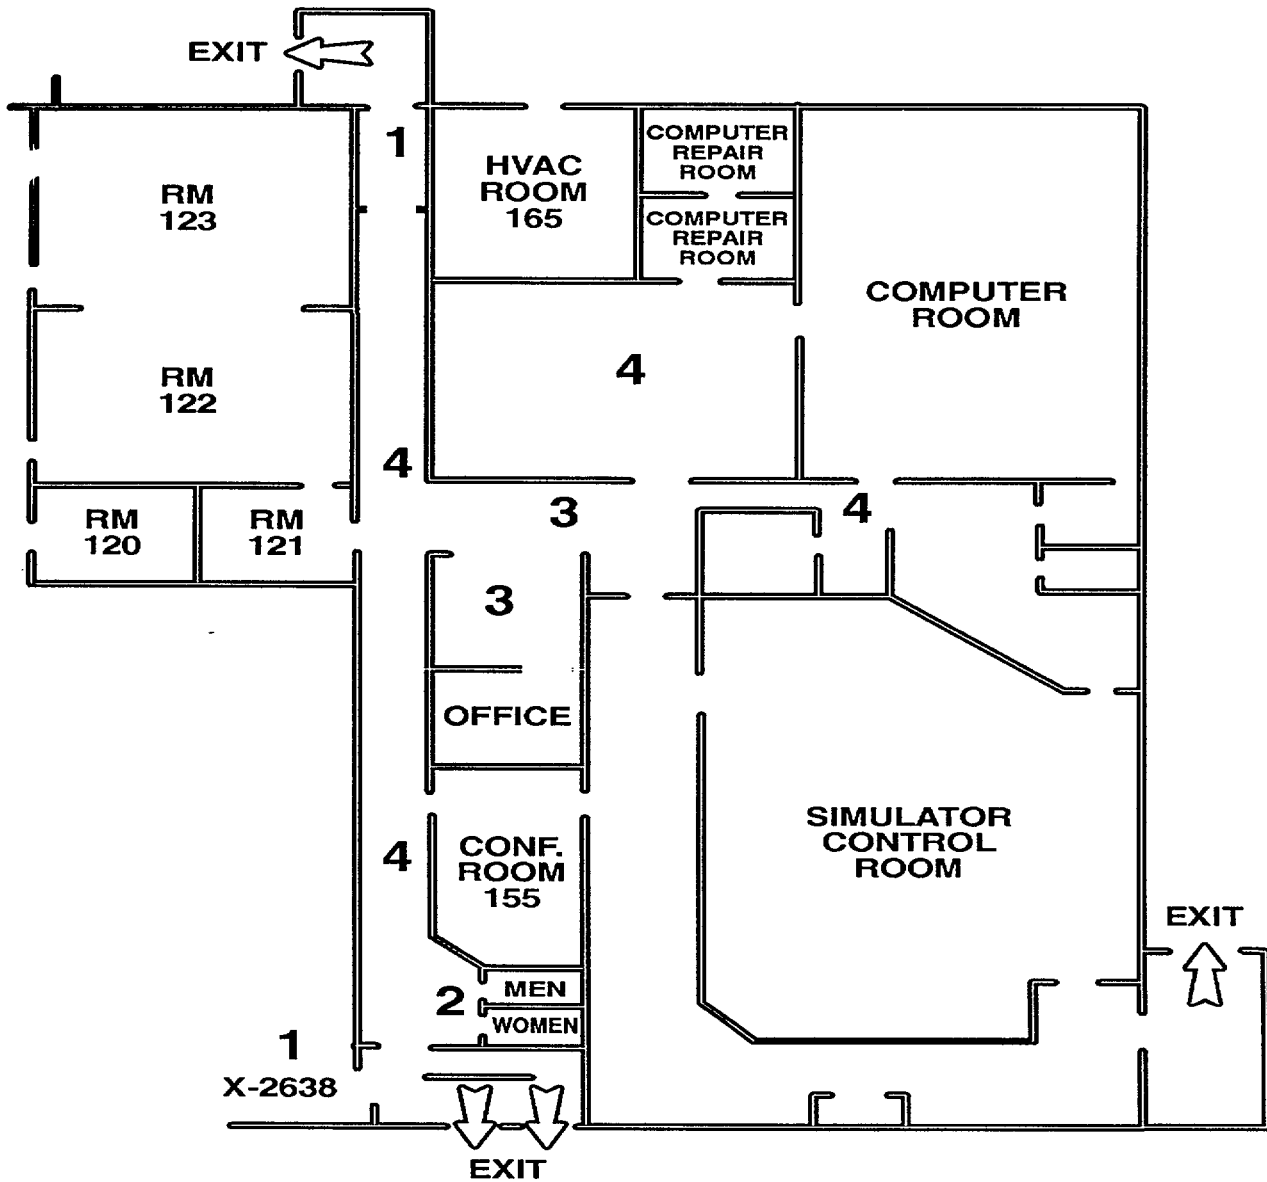 EXIT
1
HVAC
ROOM
165
COMPUTER
REPAIR
ROOM
COMPUTER
REPAIR
ROOM
RM
123
COMPUTER
ROOM
4
RM
122
4
3
4
RM
120
RM
121
3
OFFICE
SIMULATOR
CONTROL
ROOM
4
CONF.
ROOM
155
EXIT
2
MEN
WOMEN
1
X-2638
EXIT